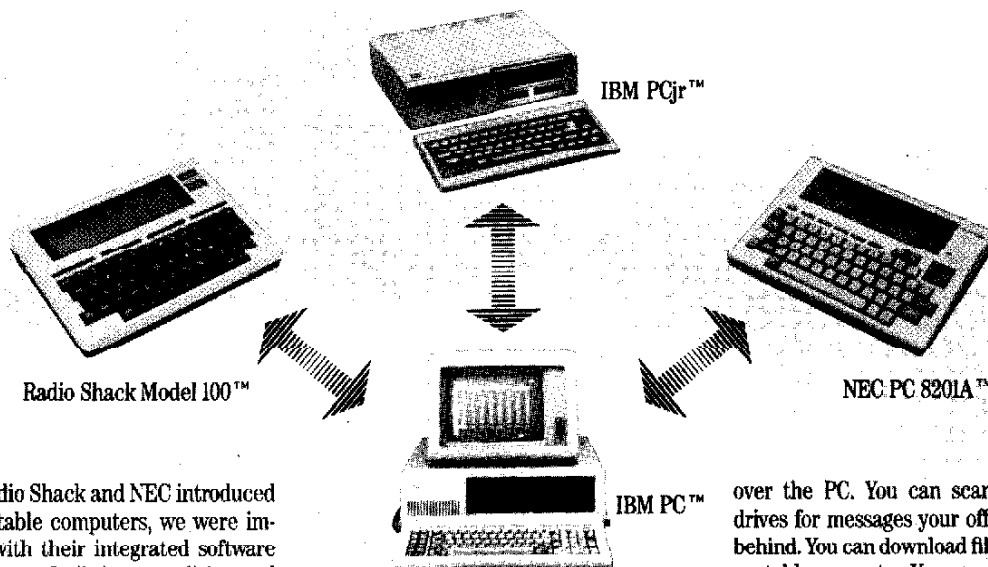 IBM PCjr™
Radio Shack Model 100™
NEC PC 8201A™
IBM PC™
dio Shack and NEC introduced
table computers, we were im-
with their integrated software
over the PC. You can scan
drives for messages your off
behind. You can download fil